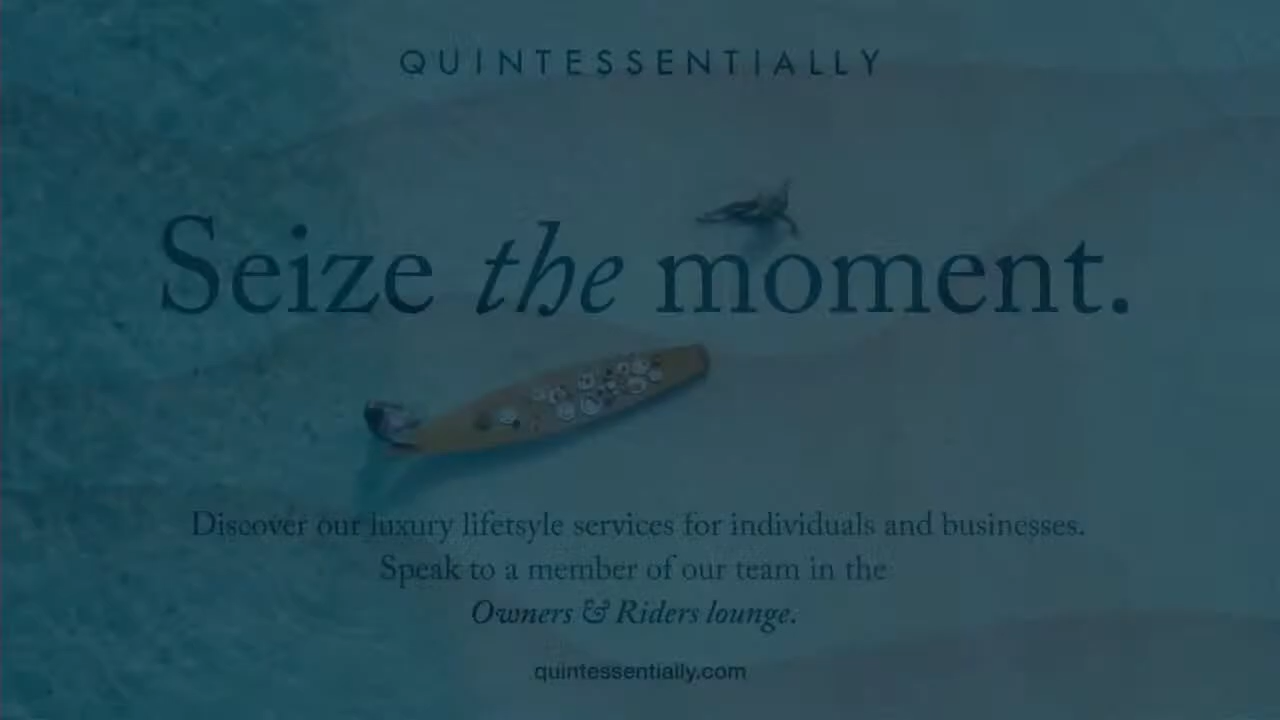 QUINTESSENTIALLY
Seize the moment.
Discover our luxury lifetsyle services for individuals and businesses.
Speak to a member of our team in the
Owners & Riders lounge.
quintessentially.com